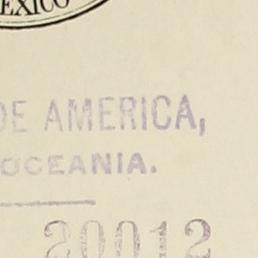 MEXICO
DE AMERICA,
OCEANIA.
20012